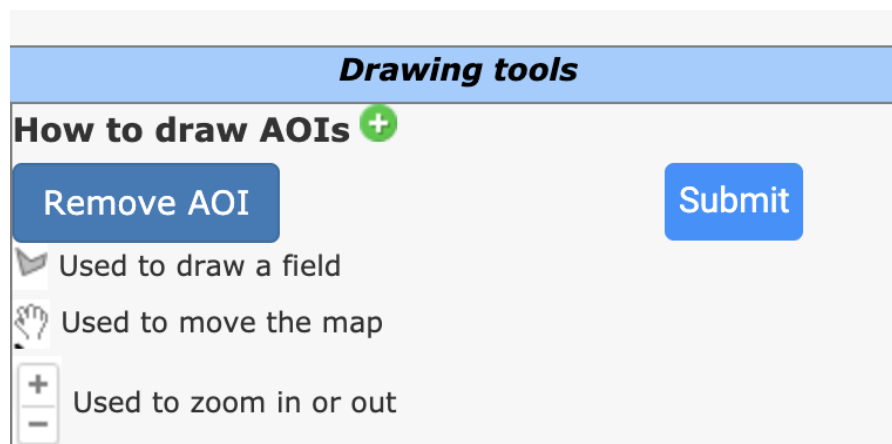 Drawing tools
How to draw AOIs
Remove AOI
Submit
Used to draw a field
Used to move the map
Used to zoom in or out